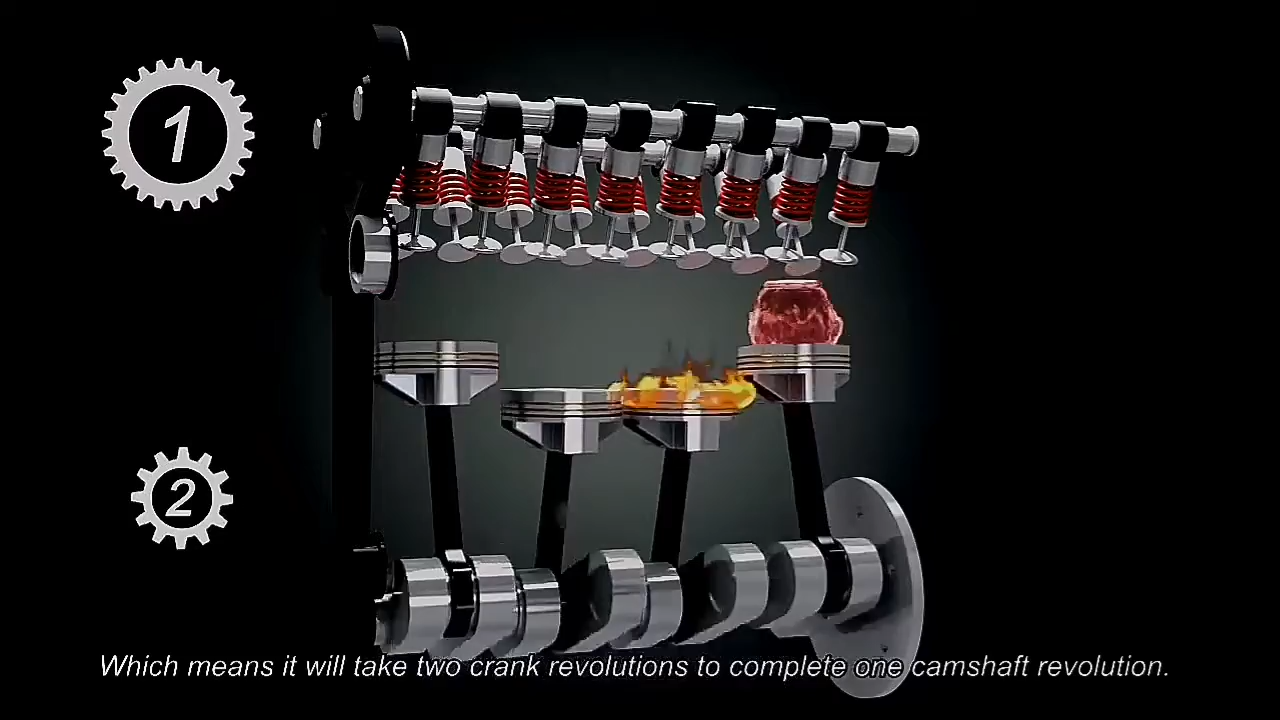 1
2
Which means it will take two crank revolutions to complete one camshaft revolution.